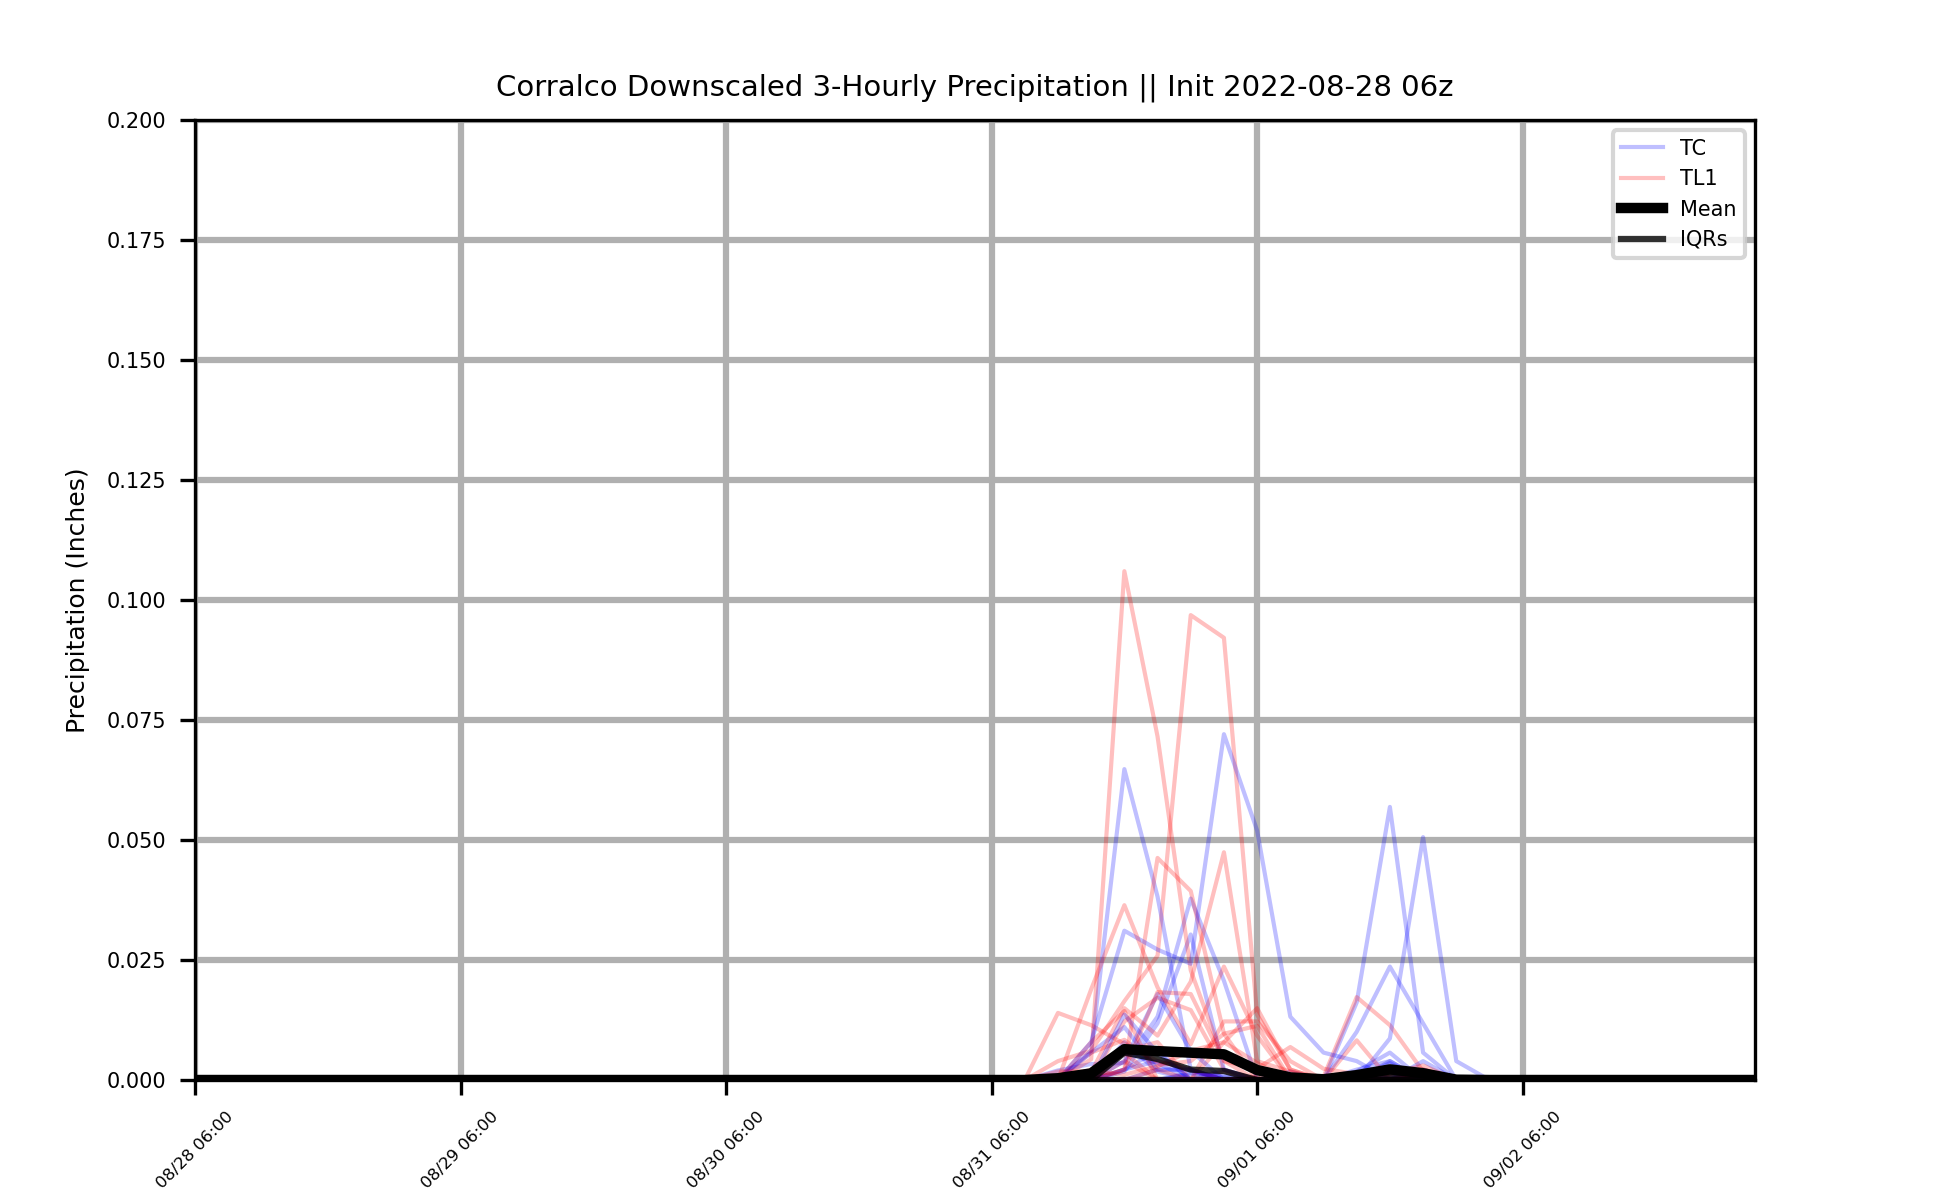 Corralco Downscaled 3-Hourly Precipitation || Init 2022-08-28 06z
0.200
0.175
0.150
0.125
0.100
0.075
0.050
0.025
0.000
Precipitation (Inches)
TC
TL1
Mean
IQRs
08/28 06:00
08/29 06:00
08/30 06:00
08/31 06:00
09/01 06:00
09/02 06:00